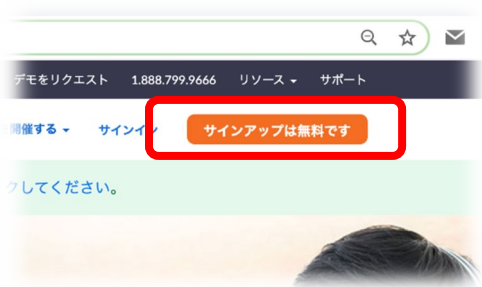 デモをリクエスト 1.888.799.9666 リソース サポート
開催する サインイン サインアップは無料です
クしてください。